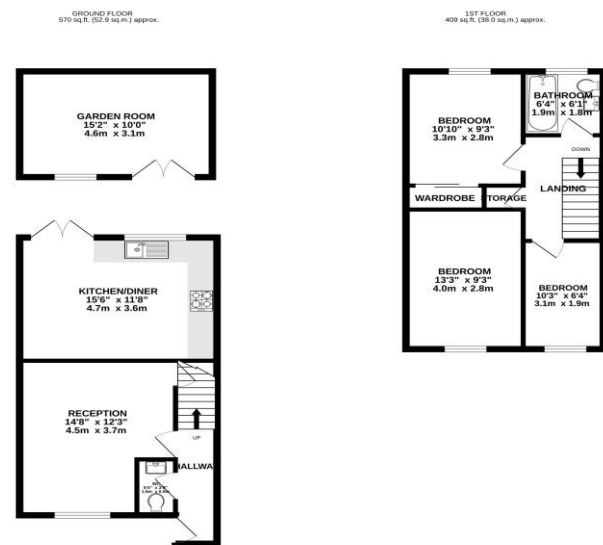 GROUND FLOOR
570 sq.ft. (52.9 sq.m.) approx.
GARDEN ROOM
15'2" x 10'0"
4.6m x 3.1m
KITCHEN/DINER
15'6" x 11'8"
4.7m x 3.6m
RECEPTION
14'8" x 12'3"
4.5m x 3.7m
UP
HALLWA
1ST FLOOR
409 sq.ft. (38.0 sq.m.) approx.
BATHROOM
6'4" x 6'1"
1.9m x 1.8m
BEDROOM
10'10" x 9'3"
3.3m x 2.8m
DOWN
LANDING
WARDROBE
STORAGE
BEDROOM
13'3" x 9'3"
4.0m x 2.8m
BEDROOM
10'3" x 6'4"
3.1m x 1.9m